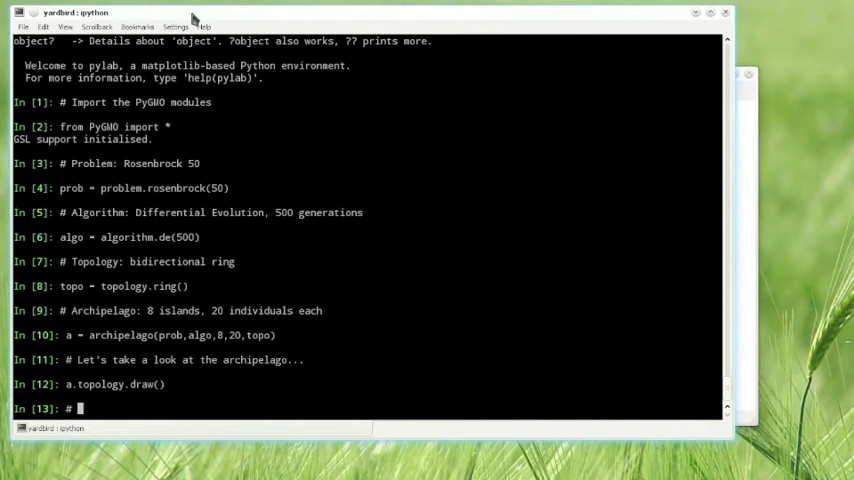 yardbird : ipython
File Edit View Scrollback Bookmarks Settings Help
object? -> Details about 'object'. ?object also works, ?? prints more.
Welcome to pylab, a matplotlib-based Python environment.
For more information, type 'help(pylab)'.
In [1]: # Import the PyGMO modules
In [2]: from PyGMO import *
GSL support initialised.
In [3]: # Problem: Rosenbrock 50
In [4]: prob = problem.rosenbrock(50)
In [5]: # Algorithm: Differential Evolution, 500 generations
In [6]: algo = algorithm.de(500)
In [7]: # Topology: bidirectional ring
In [8]: topo = topology.ring()
In [9]: # Archipelago: 8 islands, 20 individuals each
In [10]: a = archipelago(prob,algo,8,20,topo)
In [11]: # Let's take a look at the archipelago...
In [12]: a.topology.draw()
In [13]: #
yardbird : ipython